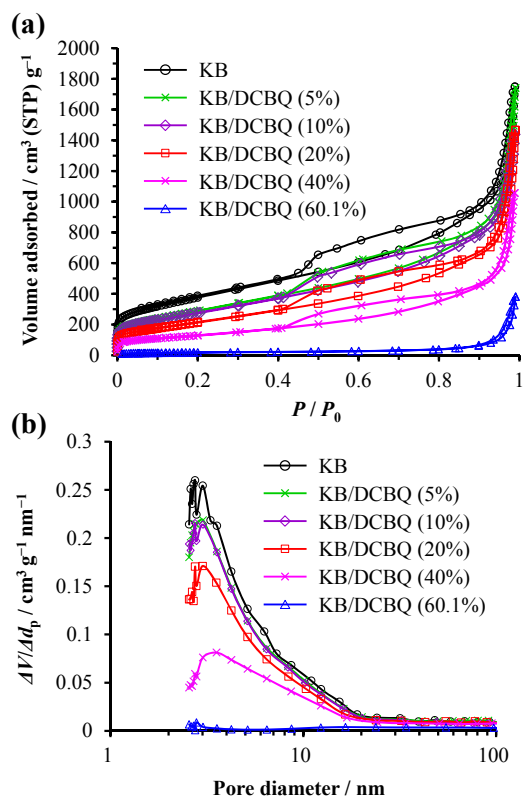 (a)
2000
1800
1600
1400
1200
1000
800
600
400
200
0
Volume adsorbed / cm³ (STP) g⁻¹
KB
KB/DCBQ (5%)
KB/DCBQ (10%)
KB/DCBQ (20%)
KB/DCBQ (40%)
KB/DCBQ (60.1%)
0 0.2 0.4 0.6 0.8 1
P / P₀
(b)
0.3
0.25
0.2
0.15
0.1
0.05
0
ΔV/Δdₚ / cm³ g⁻¹ nm⁻¹
KB
KB/DCBQ (5%)
KB/DCBQ (10%)
KB/DCBQ (20%)
KB/DCBQ (40%)
KB/DCBQ (60.1%)
1 10 100
Pore diameter / nm